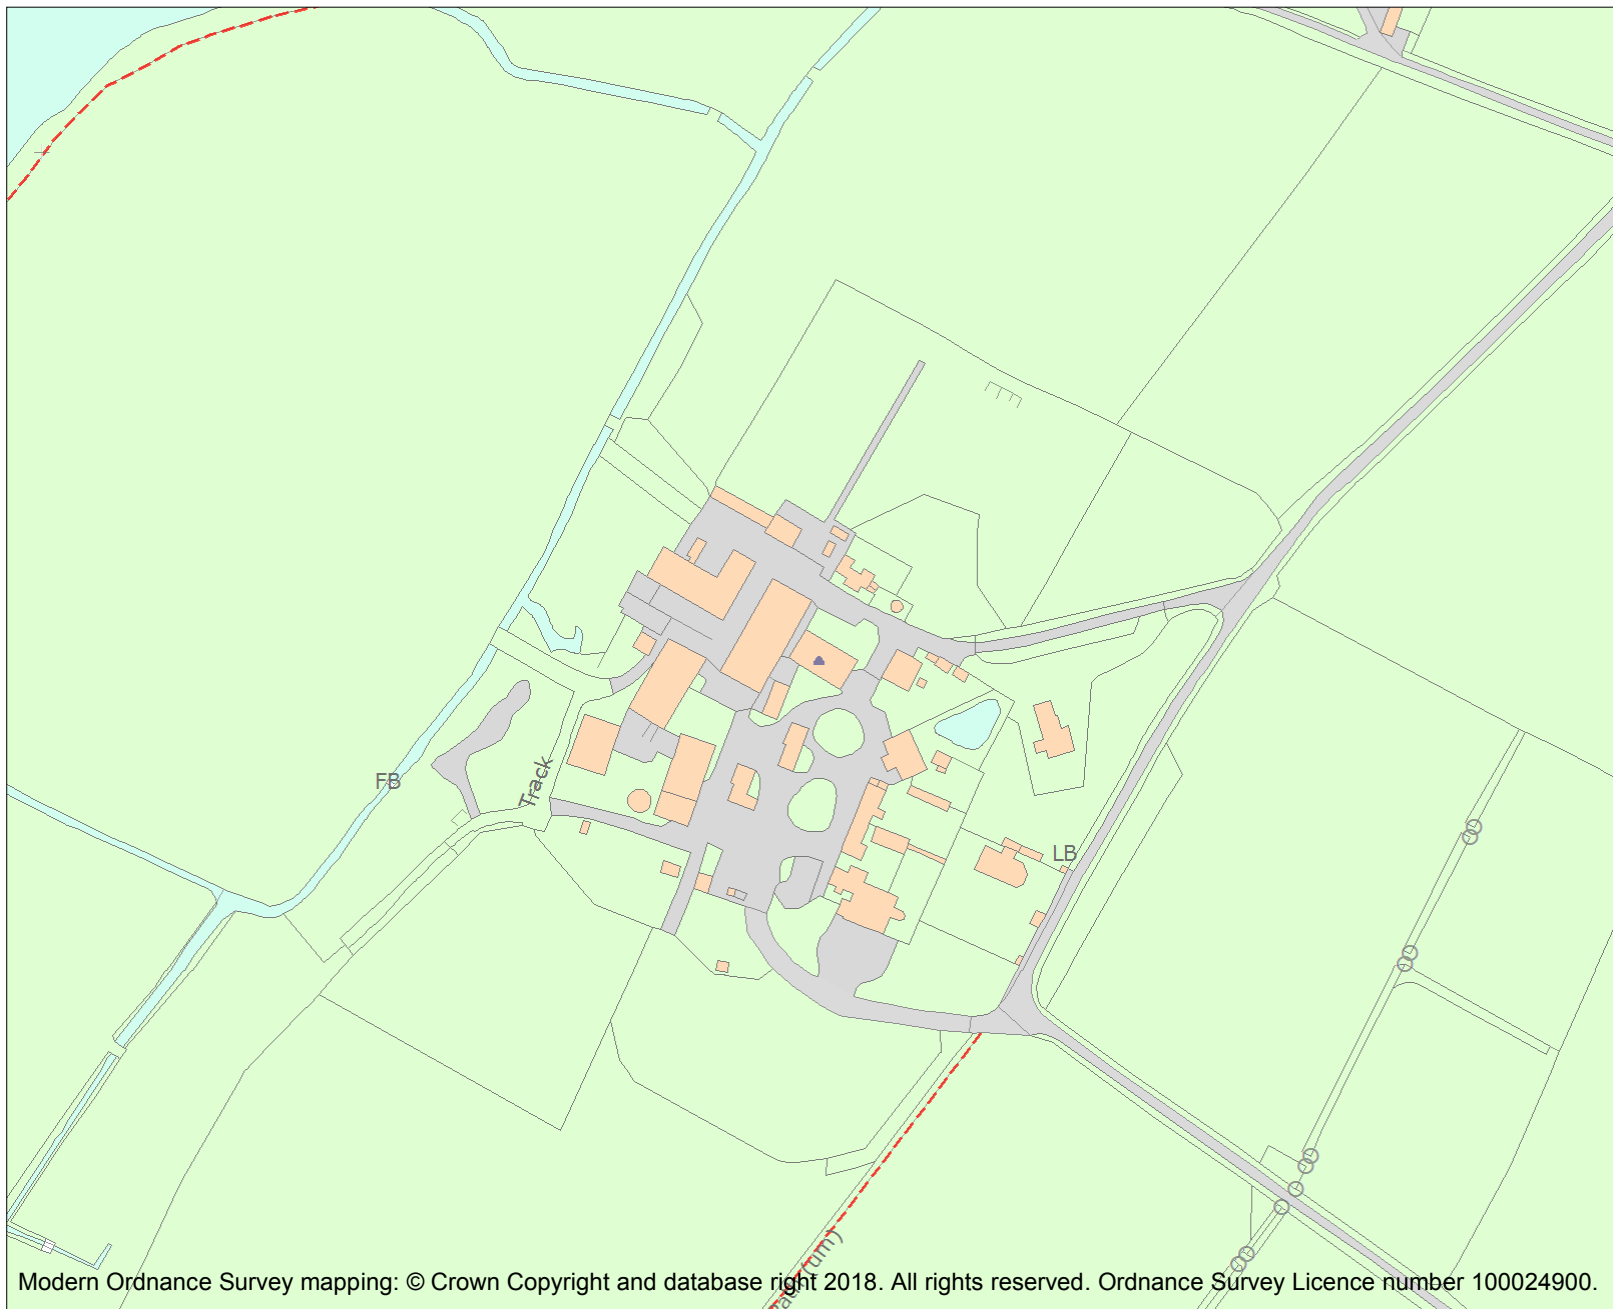 FB
Track
LB
(um)
Modern Ordnance Survey mapping: © Crown Copyright and database right 2018. All rights reserved. Ordnance Survey Licence number 100024900.